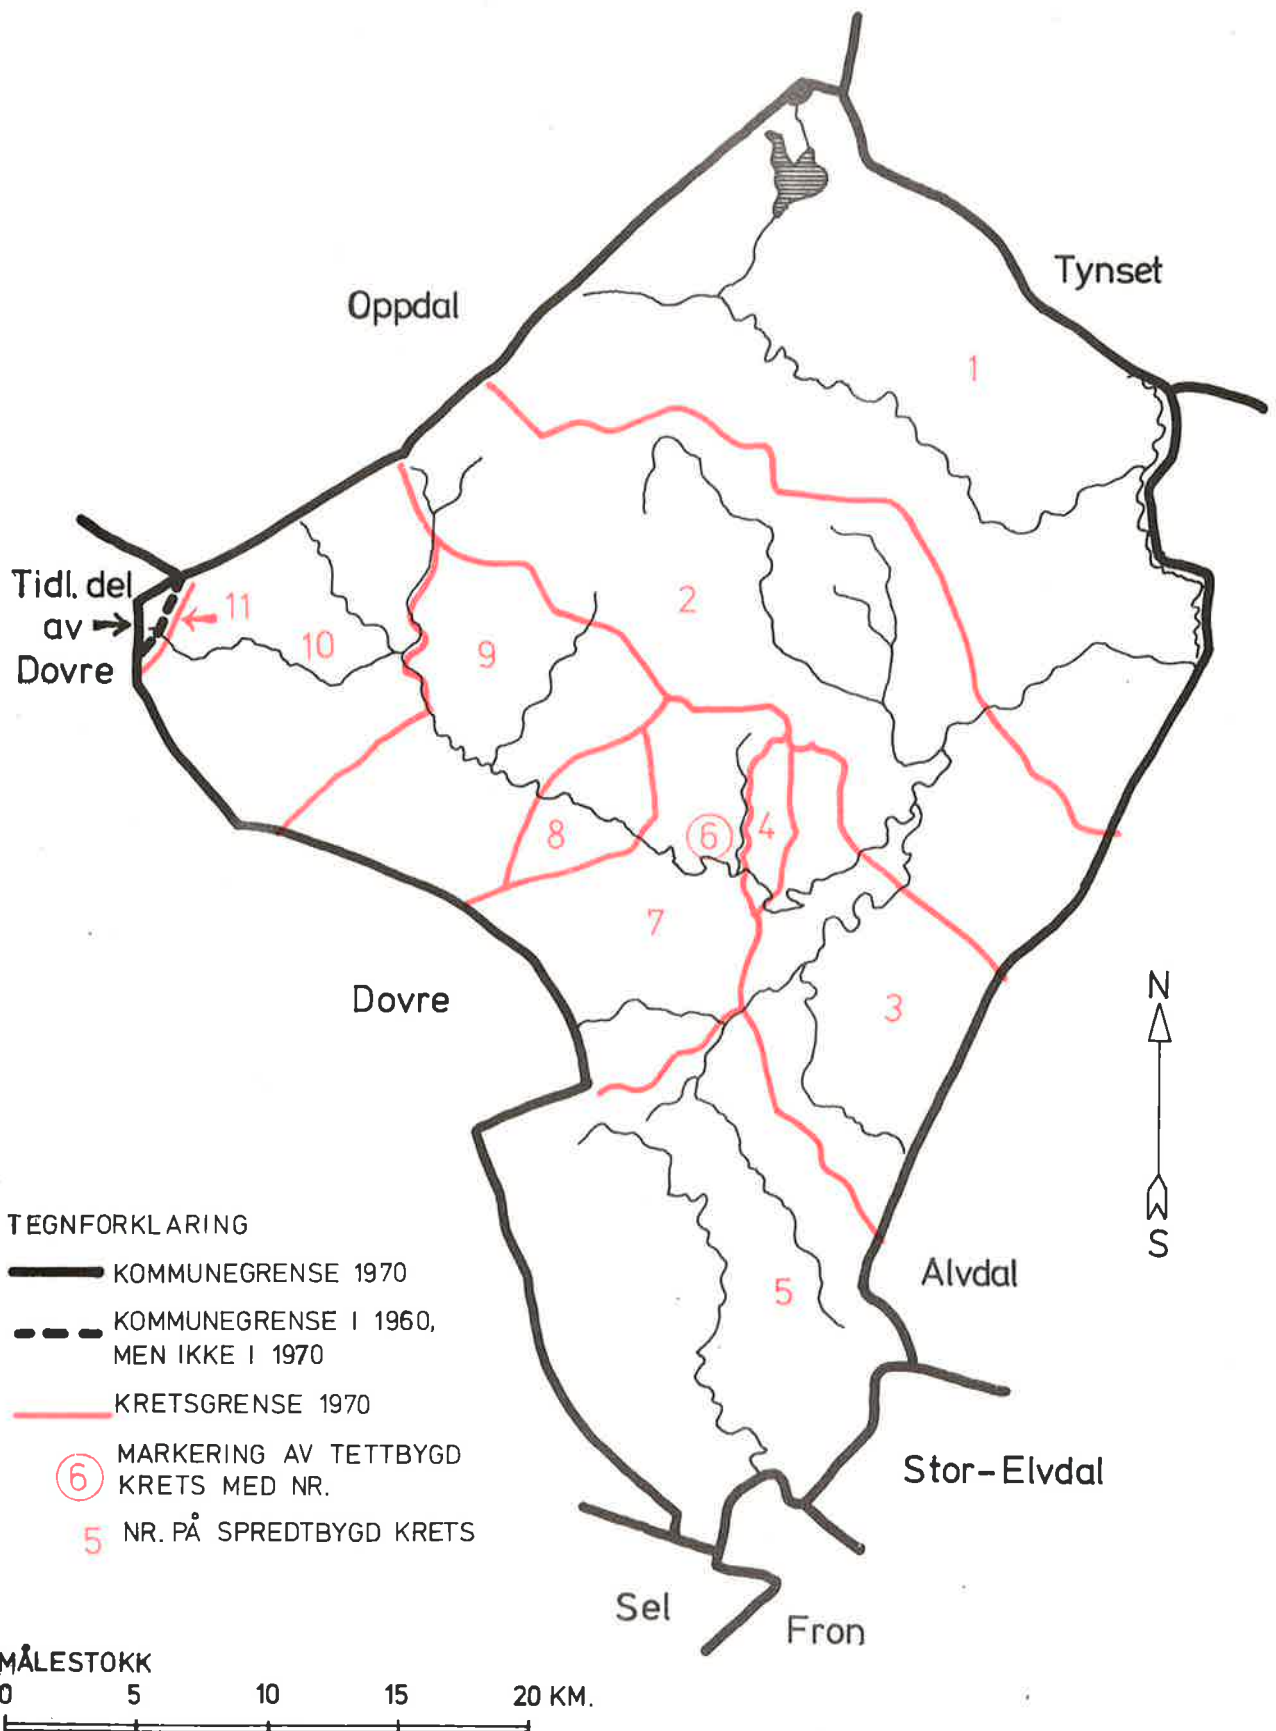 Tynset
Oppdal
1
Tidl. del
av
Dovre
11
10
9
2
8
6
4
7
3
Dovre
N
S
5
Alvdal
TEGNFORKLARING
KOMMUNEGRENSE 1970
KOMMUNEGRENSE I 1960,
MEN IKKE I 1970
KRETSGRENSE 1970
6 MARKERING AV TETTBYGD
KRETS MED NR.
5 NR. PÅ SPREDTBYGD KRETS
Stor-Elvdal
Sel
Fron
MÅLESTOKK
0 5 10 15 20 KM.